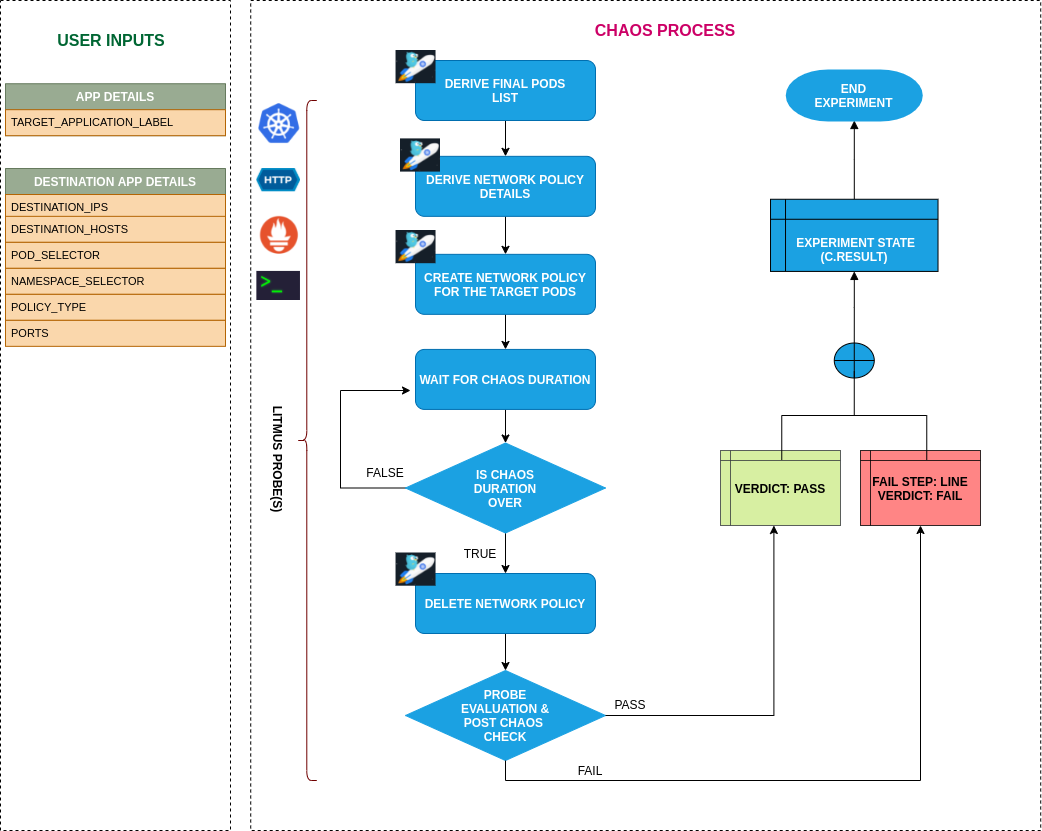 USER INPUTS
APP DETAILS
TARGET_APPLICATION_LABEL
DESTINATION APP DETAILS
DESTINATION_IPS
DESTINATION_HOSTS
POD_SELECTOR
NAMESPACE_SELECTOR
POLICY_TYPE
PORTS
CHAOS PROCESS
HTTP
>_
LITMUS PROBE(S)
DERIVE FINAL PODS
LIST
DERIVE NETWORK POLICY
DETAILS
CREATE NETWORK POLICY
FOR THE TARGET PODS
WAIT FOR CHAOS DURATION
FALSE
IS CHAOS
DURATION
OVER
TRUE
DELETE NETWORK POLICY
PROBE
EVALUATION &
POST CHAOS
CHECK
PASS
FAIL
VERDICT: PASS
FAIL STEP: LINE
VERDICT: FAIL
EXPERIMENT STATE
(C.RESULT)
END
EXPERIMENT